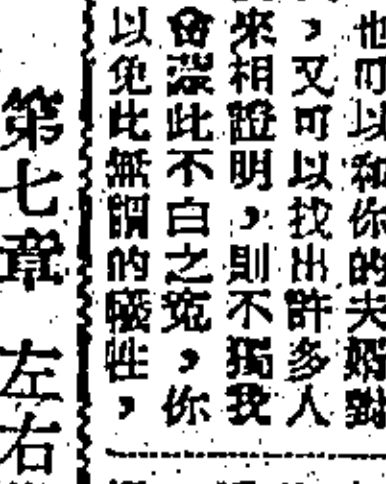 也可以和你的夫婿對
,又可以找出許多人
來相證明,則不獨我
會湿此不白之冤,你
以免此無謂的犧牲,
第七章 左右